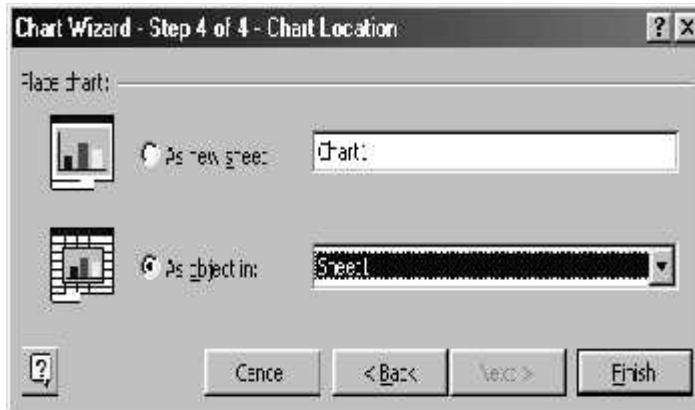 Chart Wizard - Step 4 of 4 - Chart Location
Place chart:
As new sheet Chart1
As object in: Sheet1
Cancel < Back Next > Finish